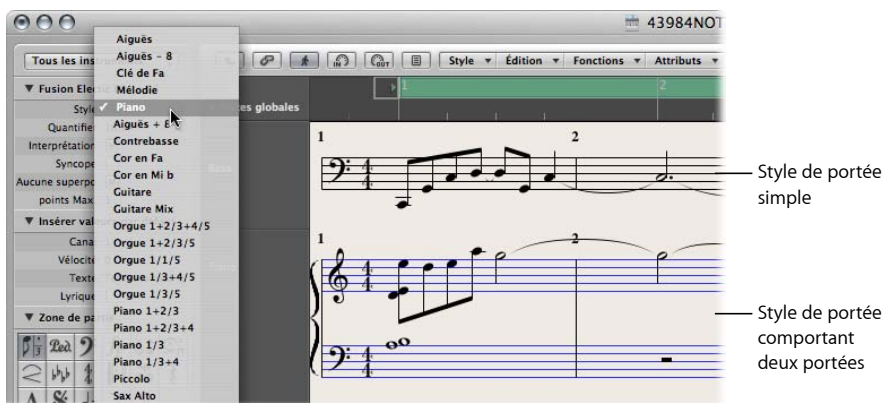 43984NOT
Tous les ins
Style
Édition
Fonctions
Attributs
Aiguës
Aiguës – 8
Clé de Fa
Mélodie
✓ Piano
Aiguës + 8
Contrebasse
Cor en Fa
Cor en Mi b
Guitare
Guitare Mix
Orgue 1+2/3+4/5
Orgue 1+2/3/5
Orgue 1/1/5
Orgue 1/3+4/5
Orgue 1/3/5
Piano 1+2/3
Piano 1+2/3+4
Piano 1/3
Piano 1/3+4
Piccolo
Sax Alto
▼ Fusion Elec
Style
Quantifie
Interprétation
Syncope
Aucune superpo
points Max
▼ Insérer val
Cana
Vélocité
Texte
Lyrique
▼ Zone de pa
es globales
1
2
1
2
Style de portée
simple
1
2
Style de portée
comportant
deux portées